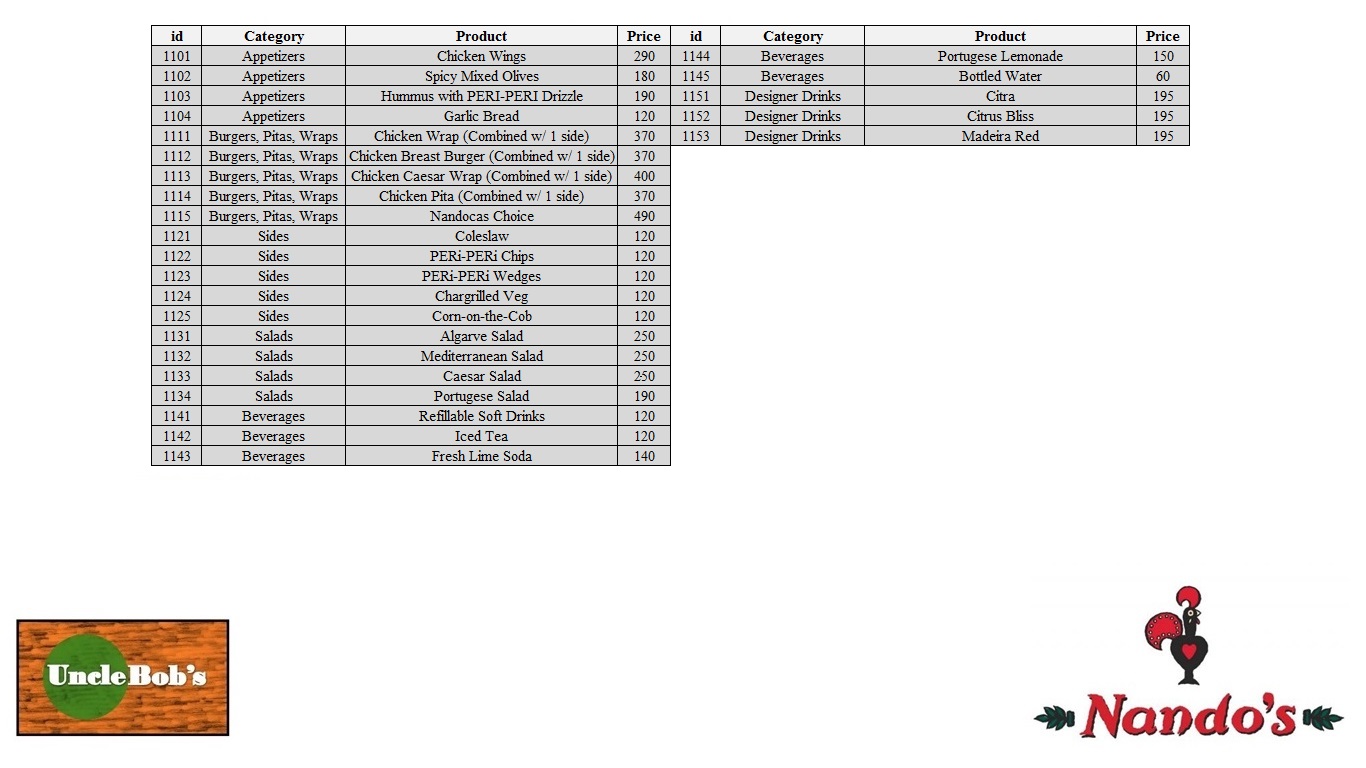 id Category Product Price id Category Product Price
1101 Appetizers Chicken Wings 290 1144 Beverages Portugese Lemonade 150
1102 Appetizers Spicy Mixed Olives 180 1145 Beverages Bottled Water 60
1103 Appetizers Hummus with PERI-PERI Drizzle 190 1151 Designer Drinks Citra 195
1104 Appetizers Garlic Bread 120 1152 Designer Drinks Citrus Bliss 195
1111 Burgers, Pitas, Wraps Chicken Wrap (Combined w/ 1 side) 370 1153 Designer Drinks Madeira Red 195
1112 Burgers, Pitas, Wraps Chicken Breast Burger (Combined w/ 1 side) 370
1113 Burgers, Pitas, Wraps Chicken Caesar Wrap (Combined w/ 1 side) 400
1114 Burgers, Pitas, Wraps Chicken Pita (Combined w/ 1 side) 370
1115 Burgers, Pitas, Wraps Nandocas Choice 490
1121 Sides Coleslaw 120
1122 Sides PERi-PERi Chips 120
1123 Sides PERi-PERi Wedges 120
1124 Sides Chargrilled Veg 120
1125 Sides Corn-on-the-Cob 120
1131 Salads Algarve Salad 250
1132 Salads Mediterranean Salad 250
1133 Salads Caesar Salad 250
1134 Salads Portugese Salad 190
1141 Beverages Refillable Soft Drinks 120
1142 Beverages Iced Tea 120
1143 Beverages Fresh Lime Soda 140
Uncle Bob's
Nando's